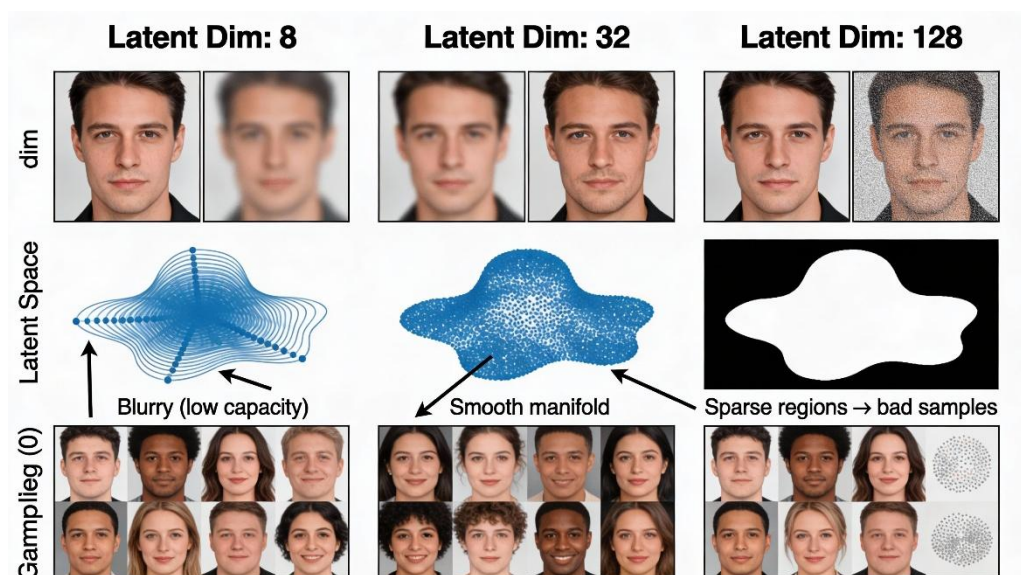 Latent Dim: 8
Latent Dim: 32
Latent Dim: 128
dim
Latent Space
Blurry (low capacity)
Smooth manifold
Sparse regions → bad samples
Gamplieg (0)